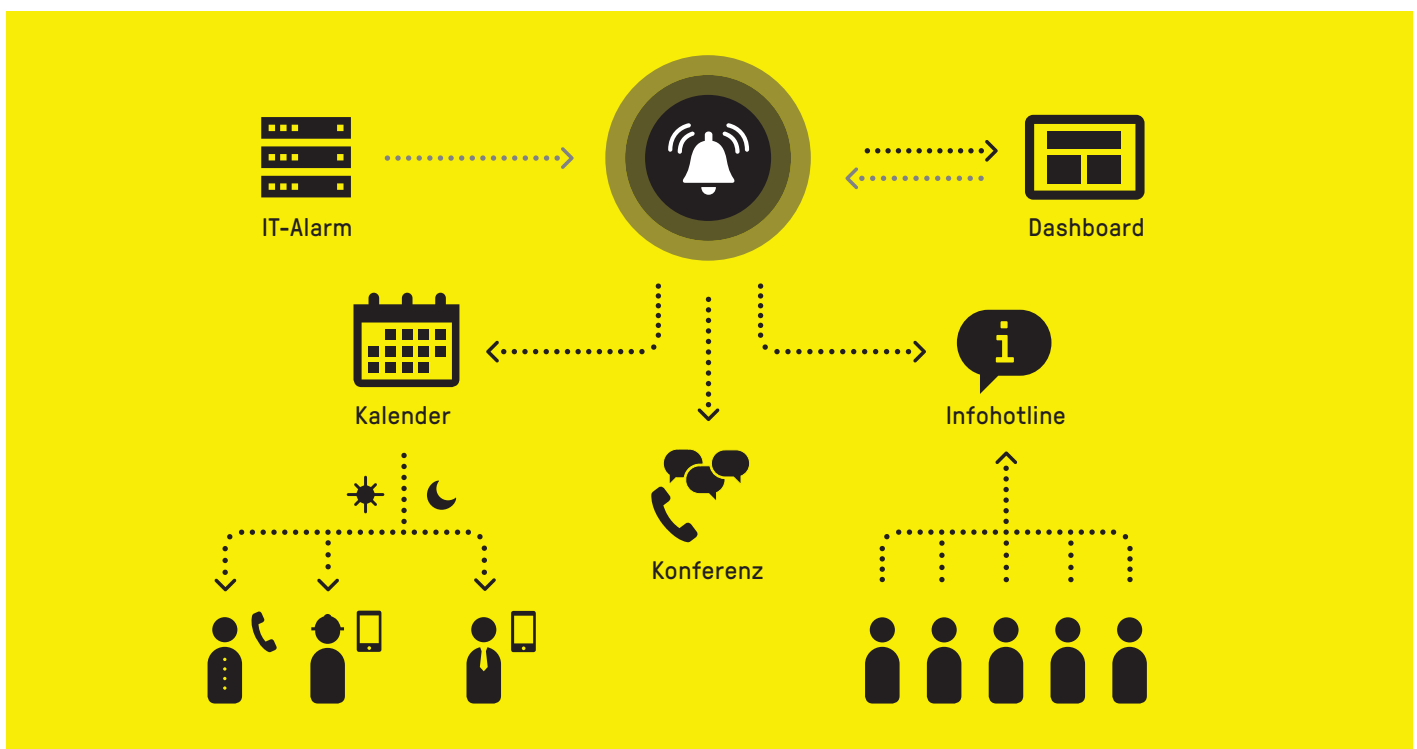 IT-Alarm
Dashboard
Kalender
i
Infohotline
Konferenz